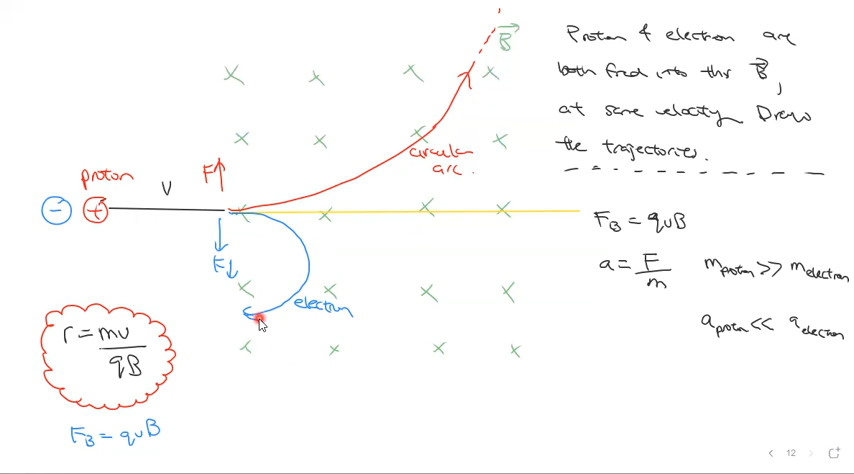 B
Proton & electron are
both fired into the B,
at same velocity. Draw
the trajectories.
circular
arc.
proton
F
V
-
+
F
electron
F_B = qvB
a = F/m
m_proton >> m_electron
a_proton << a_electron
r = mv/qB
F_B = qvB
12